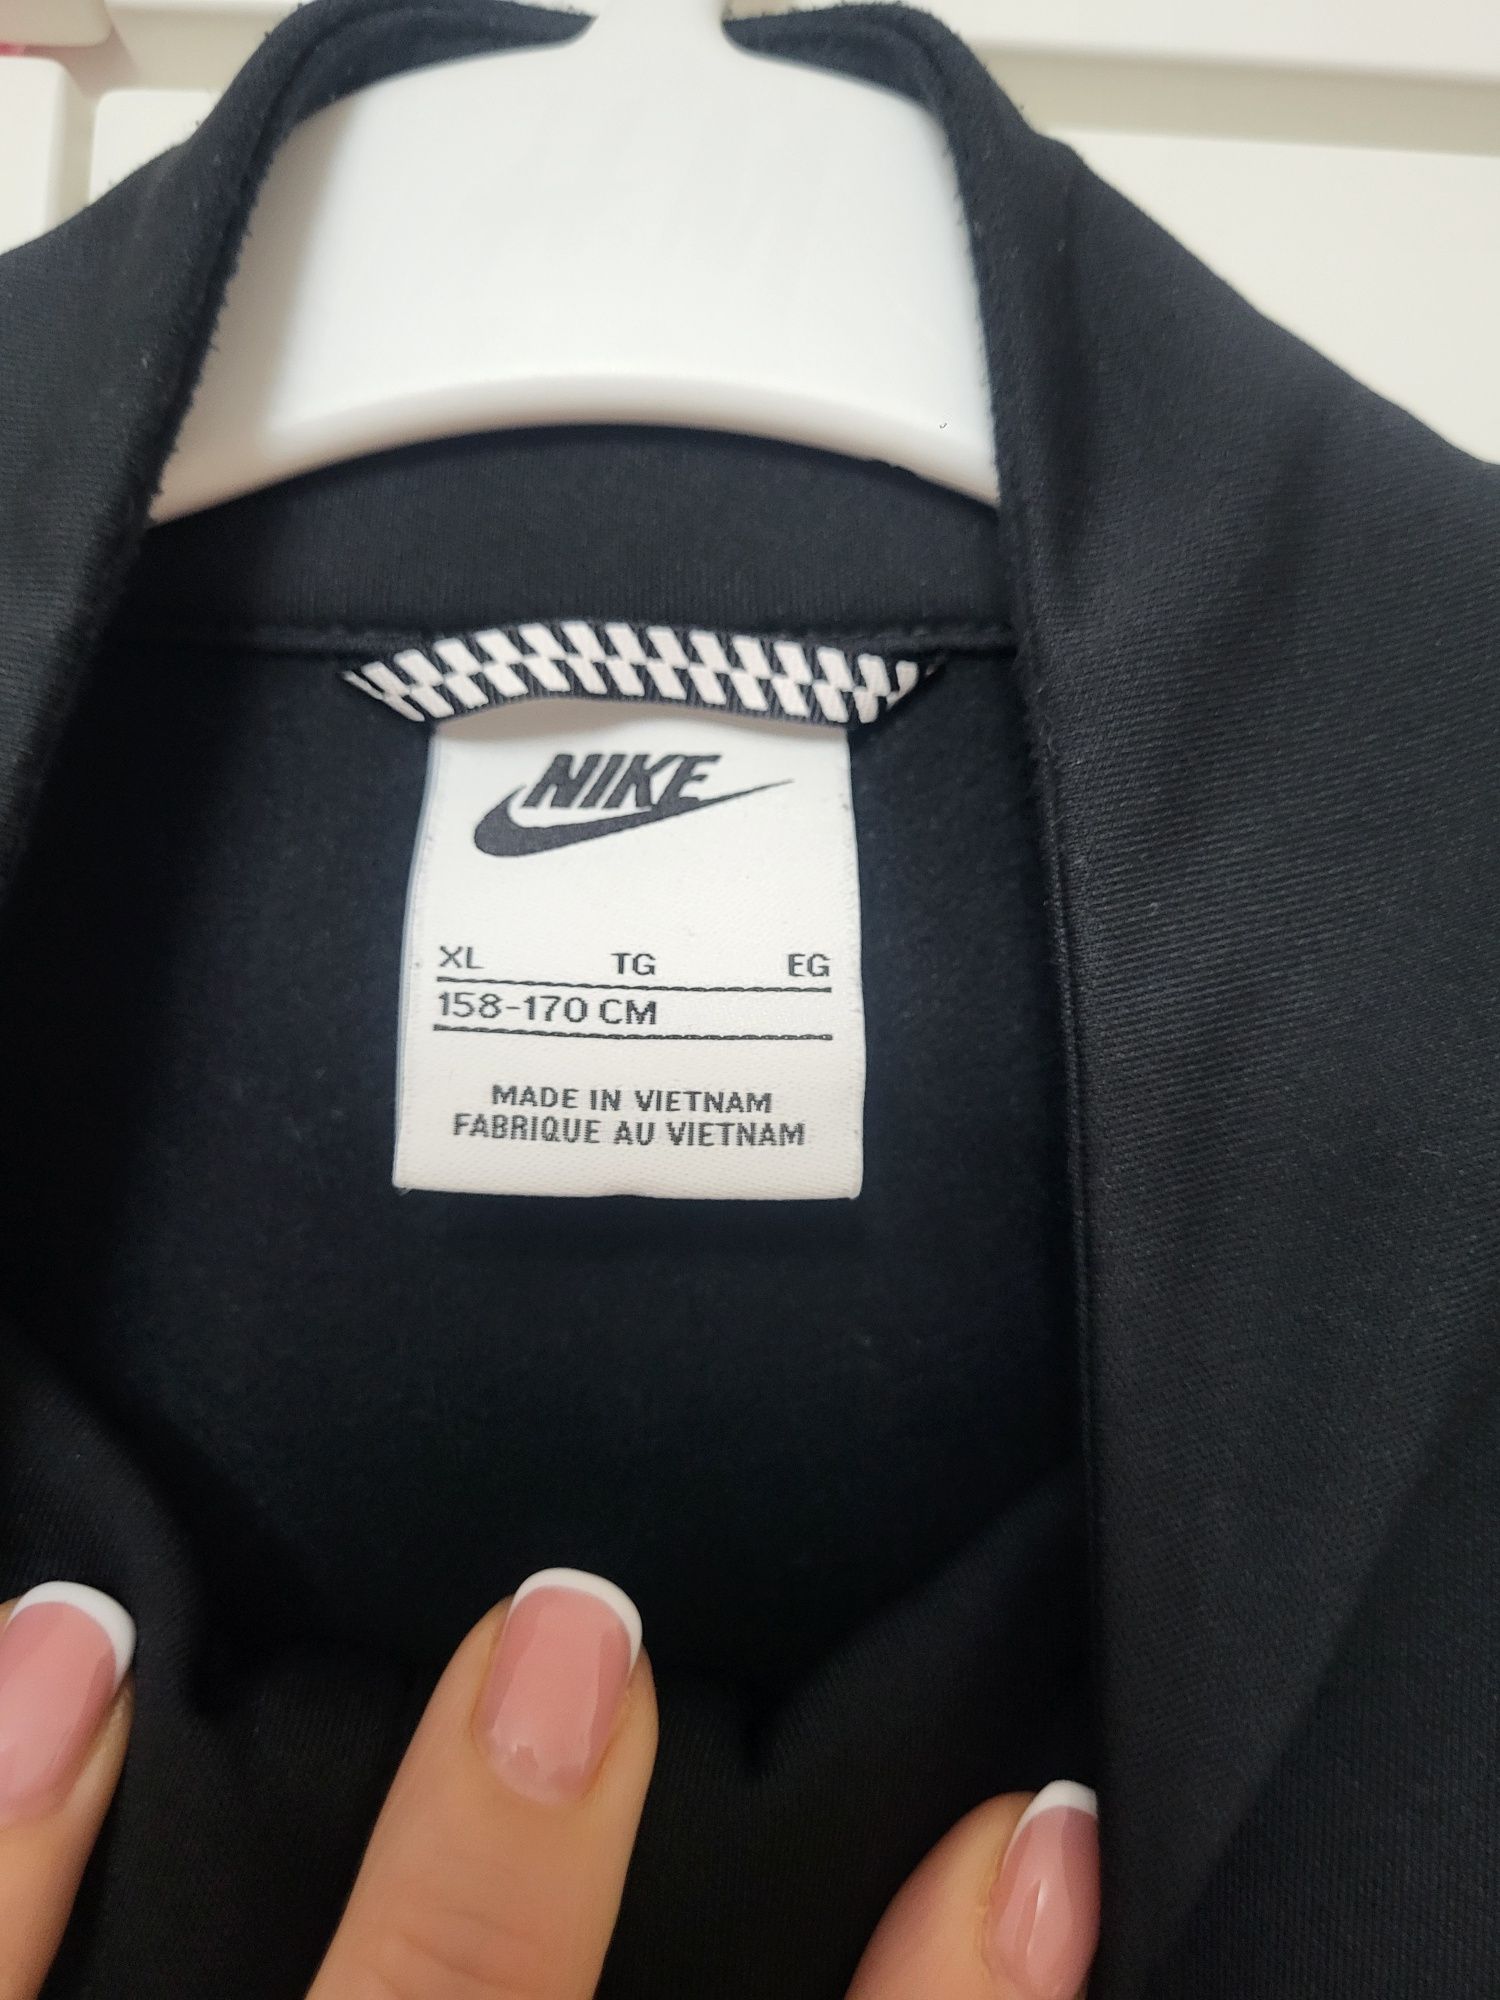 NIKE
XL TG EG
158-170 CM
MADE IN VIETNAM
FABRIQUE AU VIETNAM